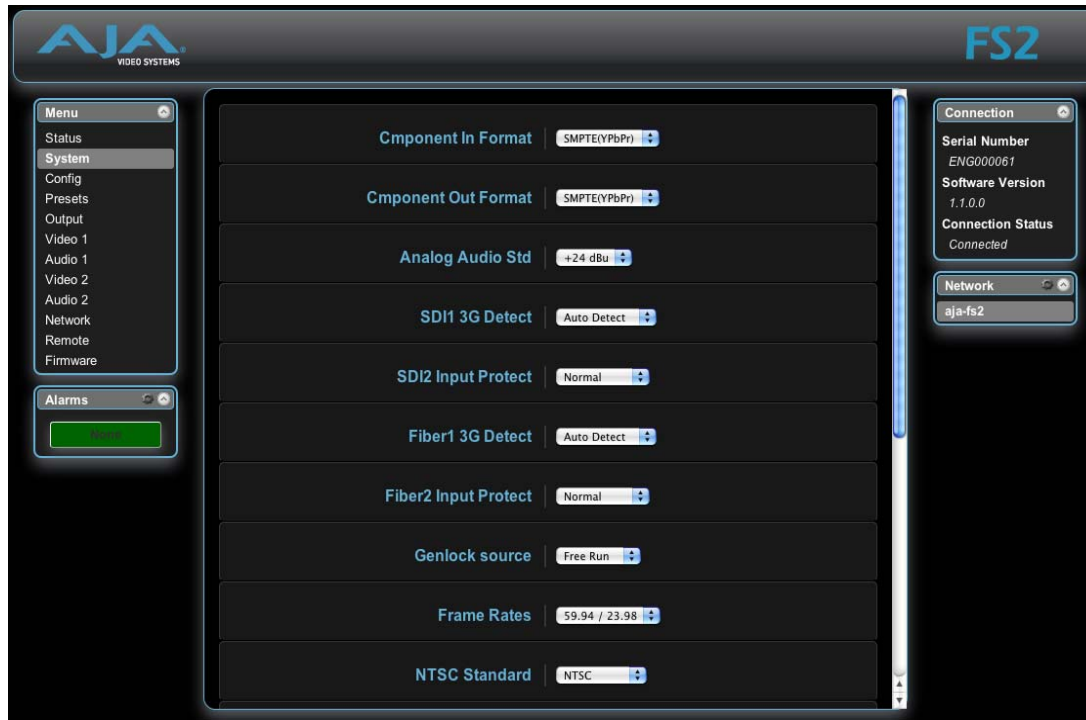 AJA
VIDEO SYSTEMS
FS2
Menu
Status
System
Config
Presets
Output
Video 1
Audio 1
Video 2
Audio 2
Network
Remote
Firmware
Alarms
None
Cmponent In Format SMPTE(YPbPr)
Cmponent Out Format SMPTE(YPbPr)
Analog Audio Std +24 dBu
SDI1 3G Detect Auto Detect
SDI2 Input Protect Normal
Fiber1 3G Detect Auto Detect
Fiber2 Input Protect Normal
Genlock source Free Run
Frame Rates 59.94 / 23.98
NTSC Standard NTSC
Connection
Serial Number
ENG000061
Software Version
1.1.0.0
Connection Status
Connected
Network
aja-fs2